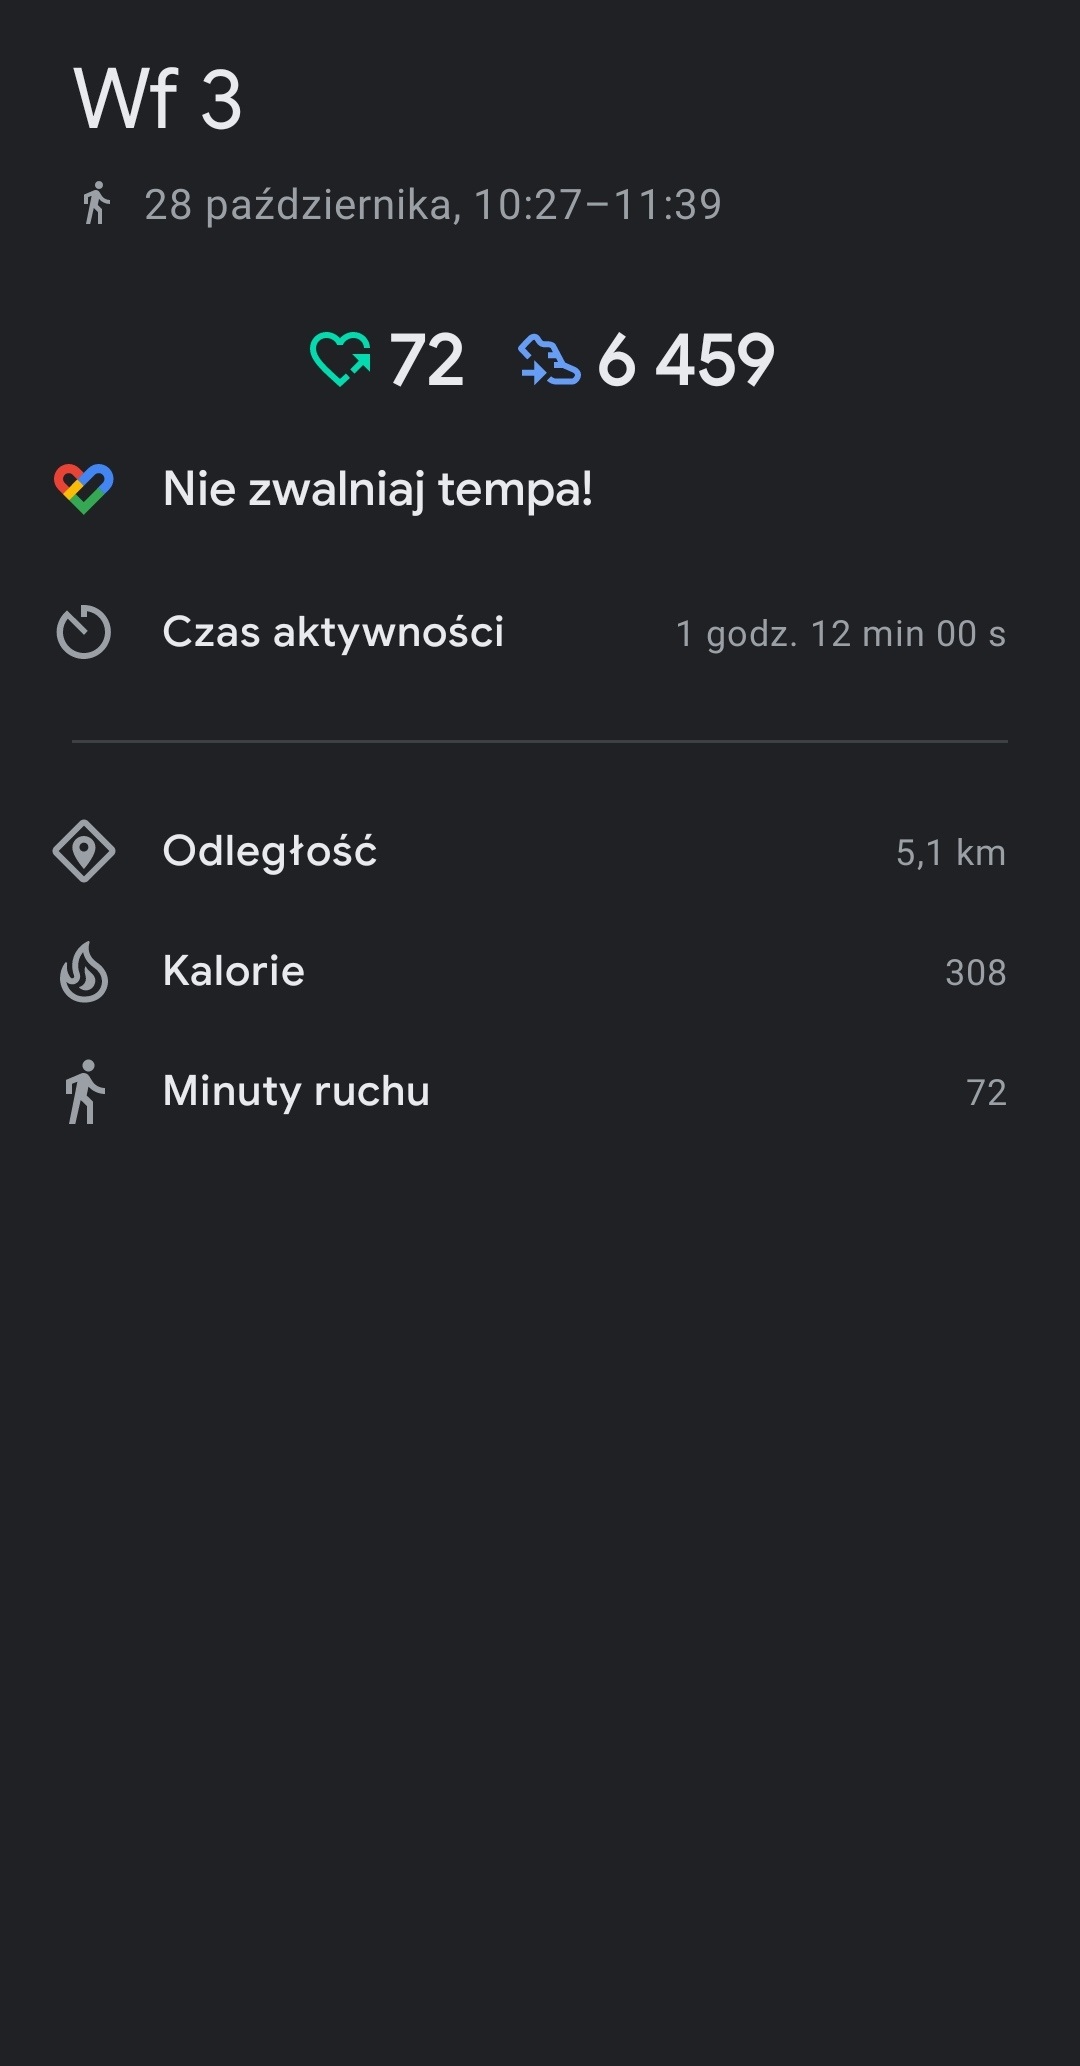 Wf 3
28 października, 10:27–11:39
72 6 459
Nie zwalniaj tempa!
Czas aktywności 1 godz. 12 min 00 s
Odległość 5,1 km
Kalorie 308
Minuty ruchu 72